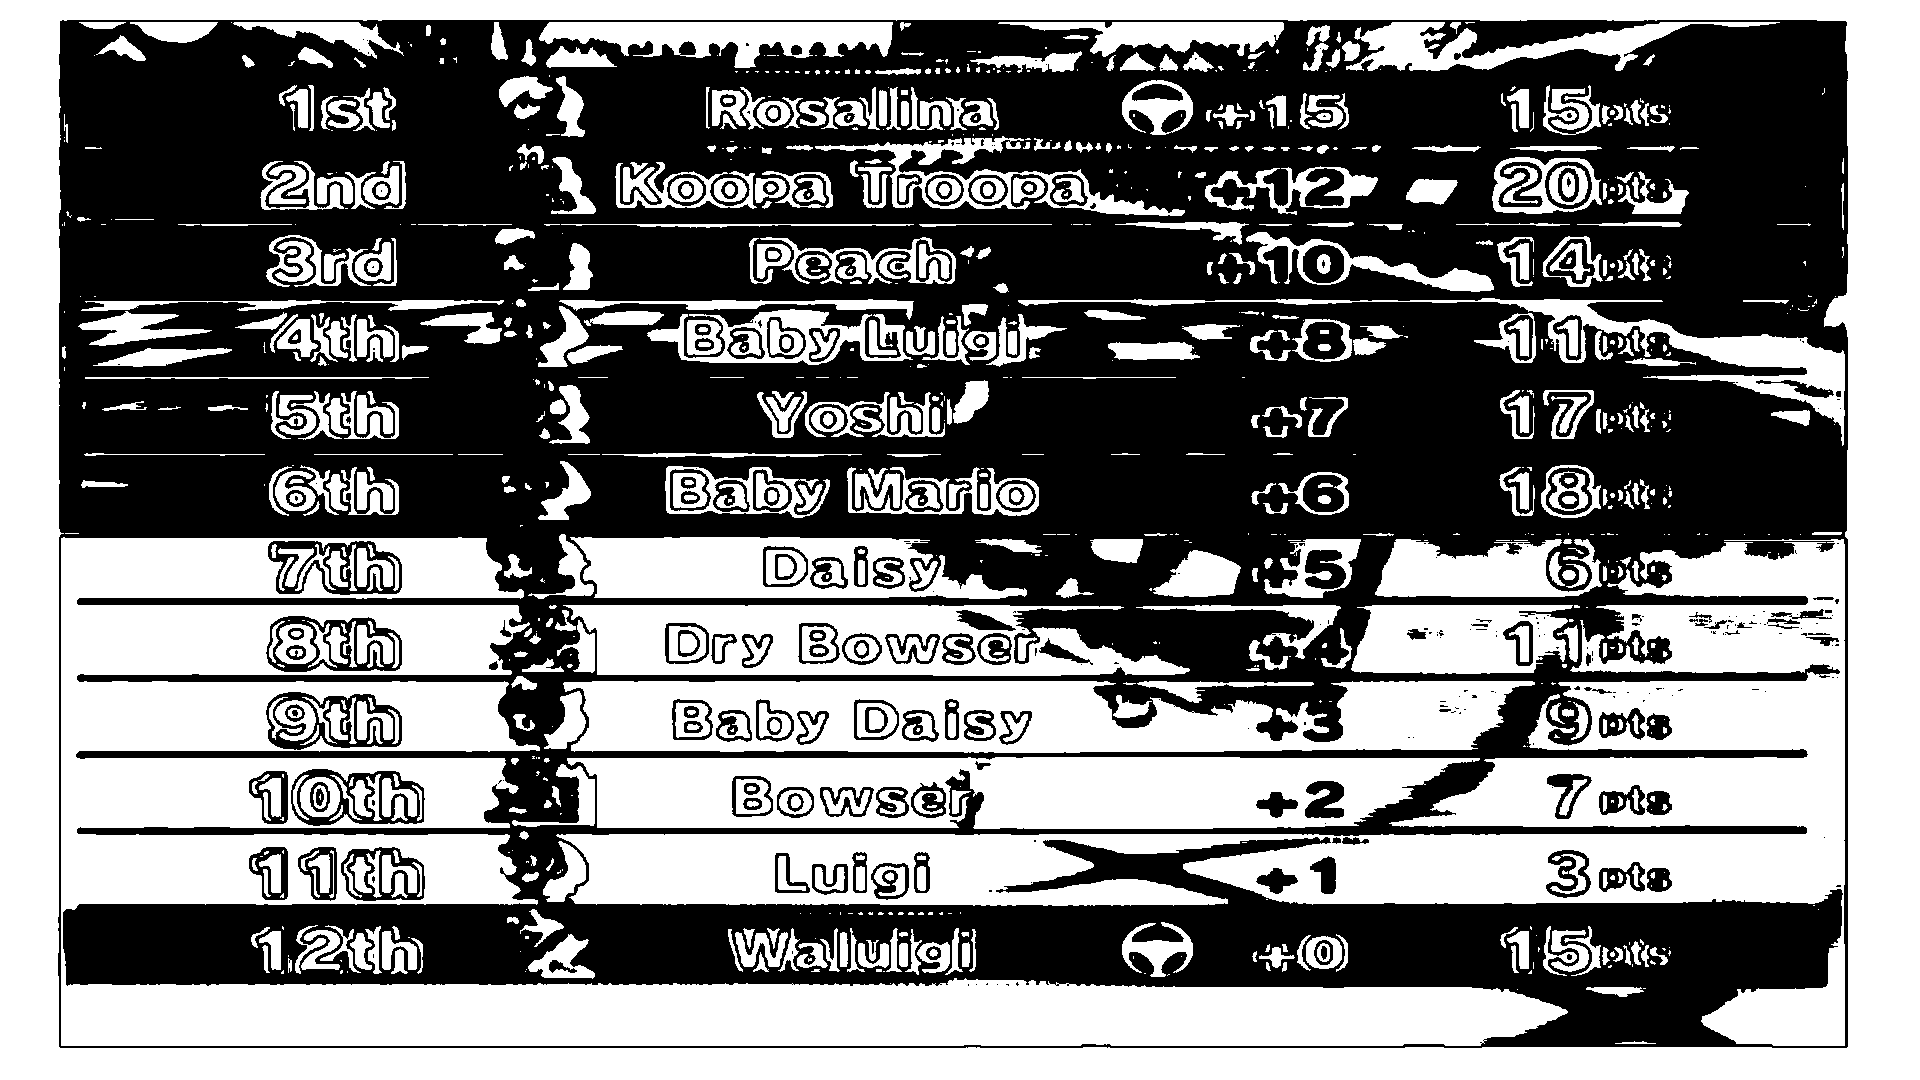 1st Rosalina +15 15pts
2nd Koopa Troopa +12 20pts
3rd Peach +10 14pts
4th Baby Luigi +8 11pts
5th Yoshi +7 17pts
6th Baby Mario +6 18pts
7th Daisy +5 6pts
8th Dry Bowser +4 11pts
9th Baby Daisy +3 9pts
10th Bowser +2 7pts
11th Luigi +1 3pts
12th Waluigi +0 15pts